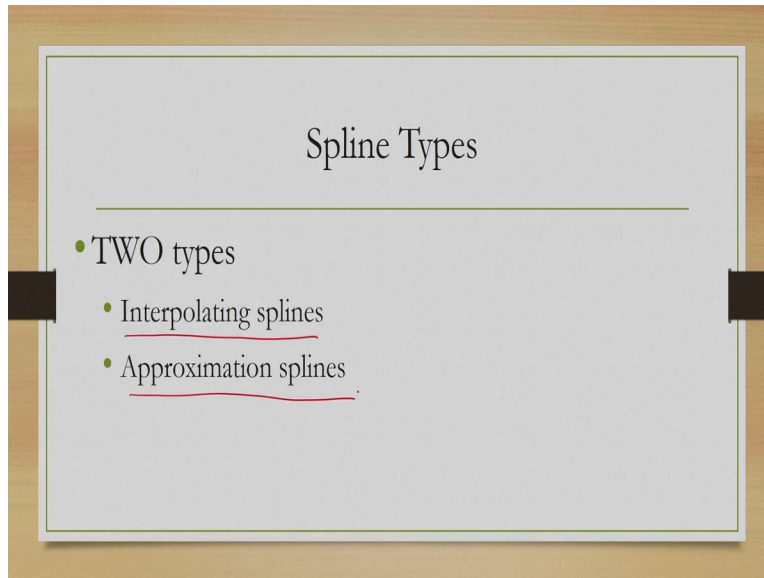 Spline Types
•TWO types
• Interpolating splines
• Approximation splines